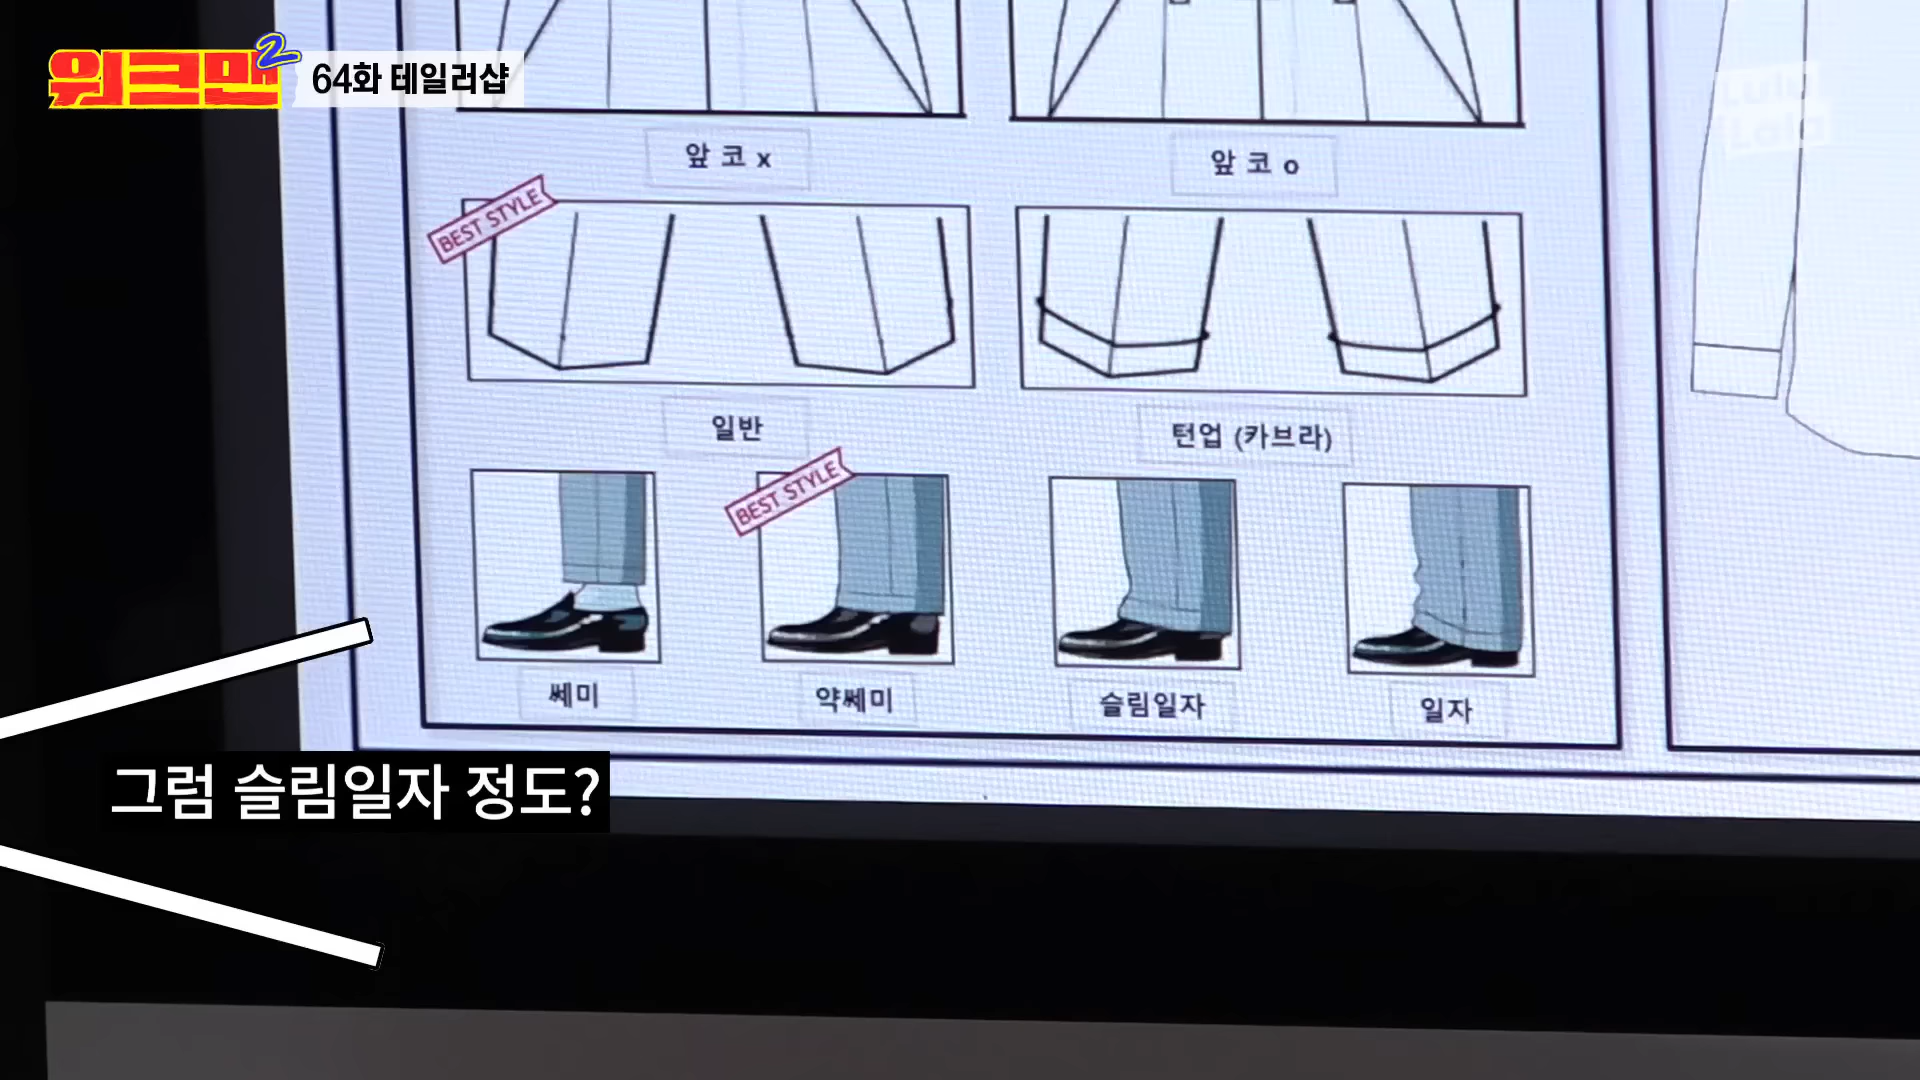 워크맨2
64화 테일러샵
Lula
Lala
앞 코 x
앞 코 o
BEST STYLE
일반
턴업 (카브라)
BEST STYLE
쎄미
약쎄미
슬림일자
일자
그럼 슬림일자 정도?